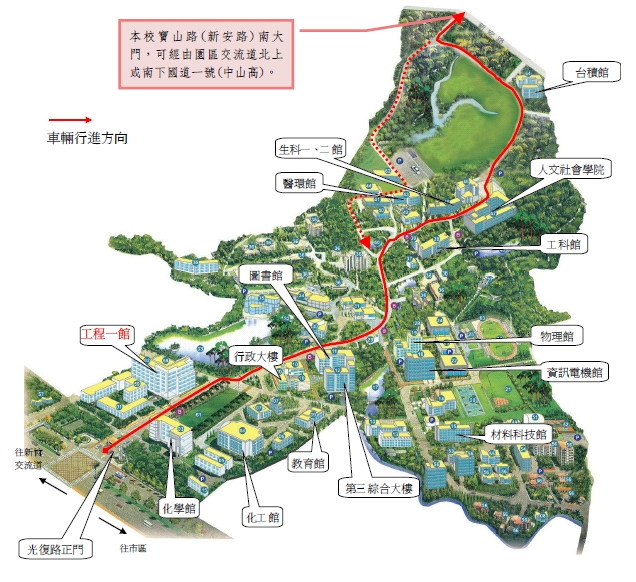 本校寶山路(新安路)南大
門，可經由園區交流道北上
或南下國道一號(中山高)。
車輛行進方向
台積館
生科一、二館
醫環館
人文社會學院
工科館
圖書館
工程一館
行政大樓
物理館
資訊電機館
材料科技館
教育館
第三綜合大樓
化學館
化工館
往新竹
交流道
光復路正門
往市區